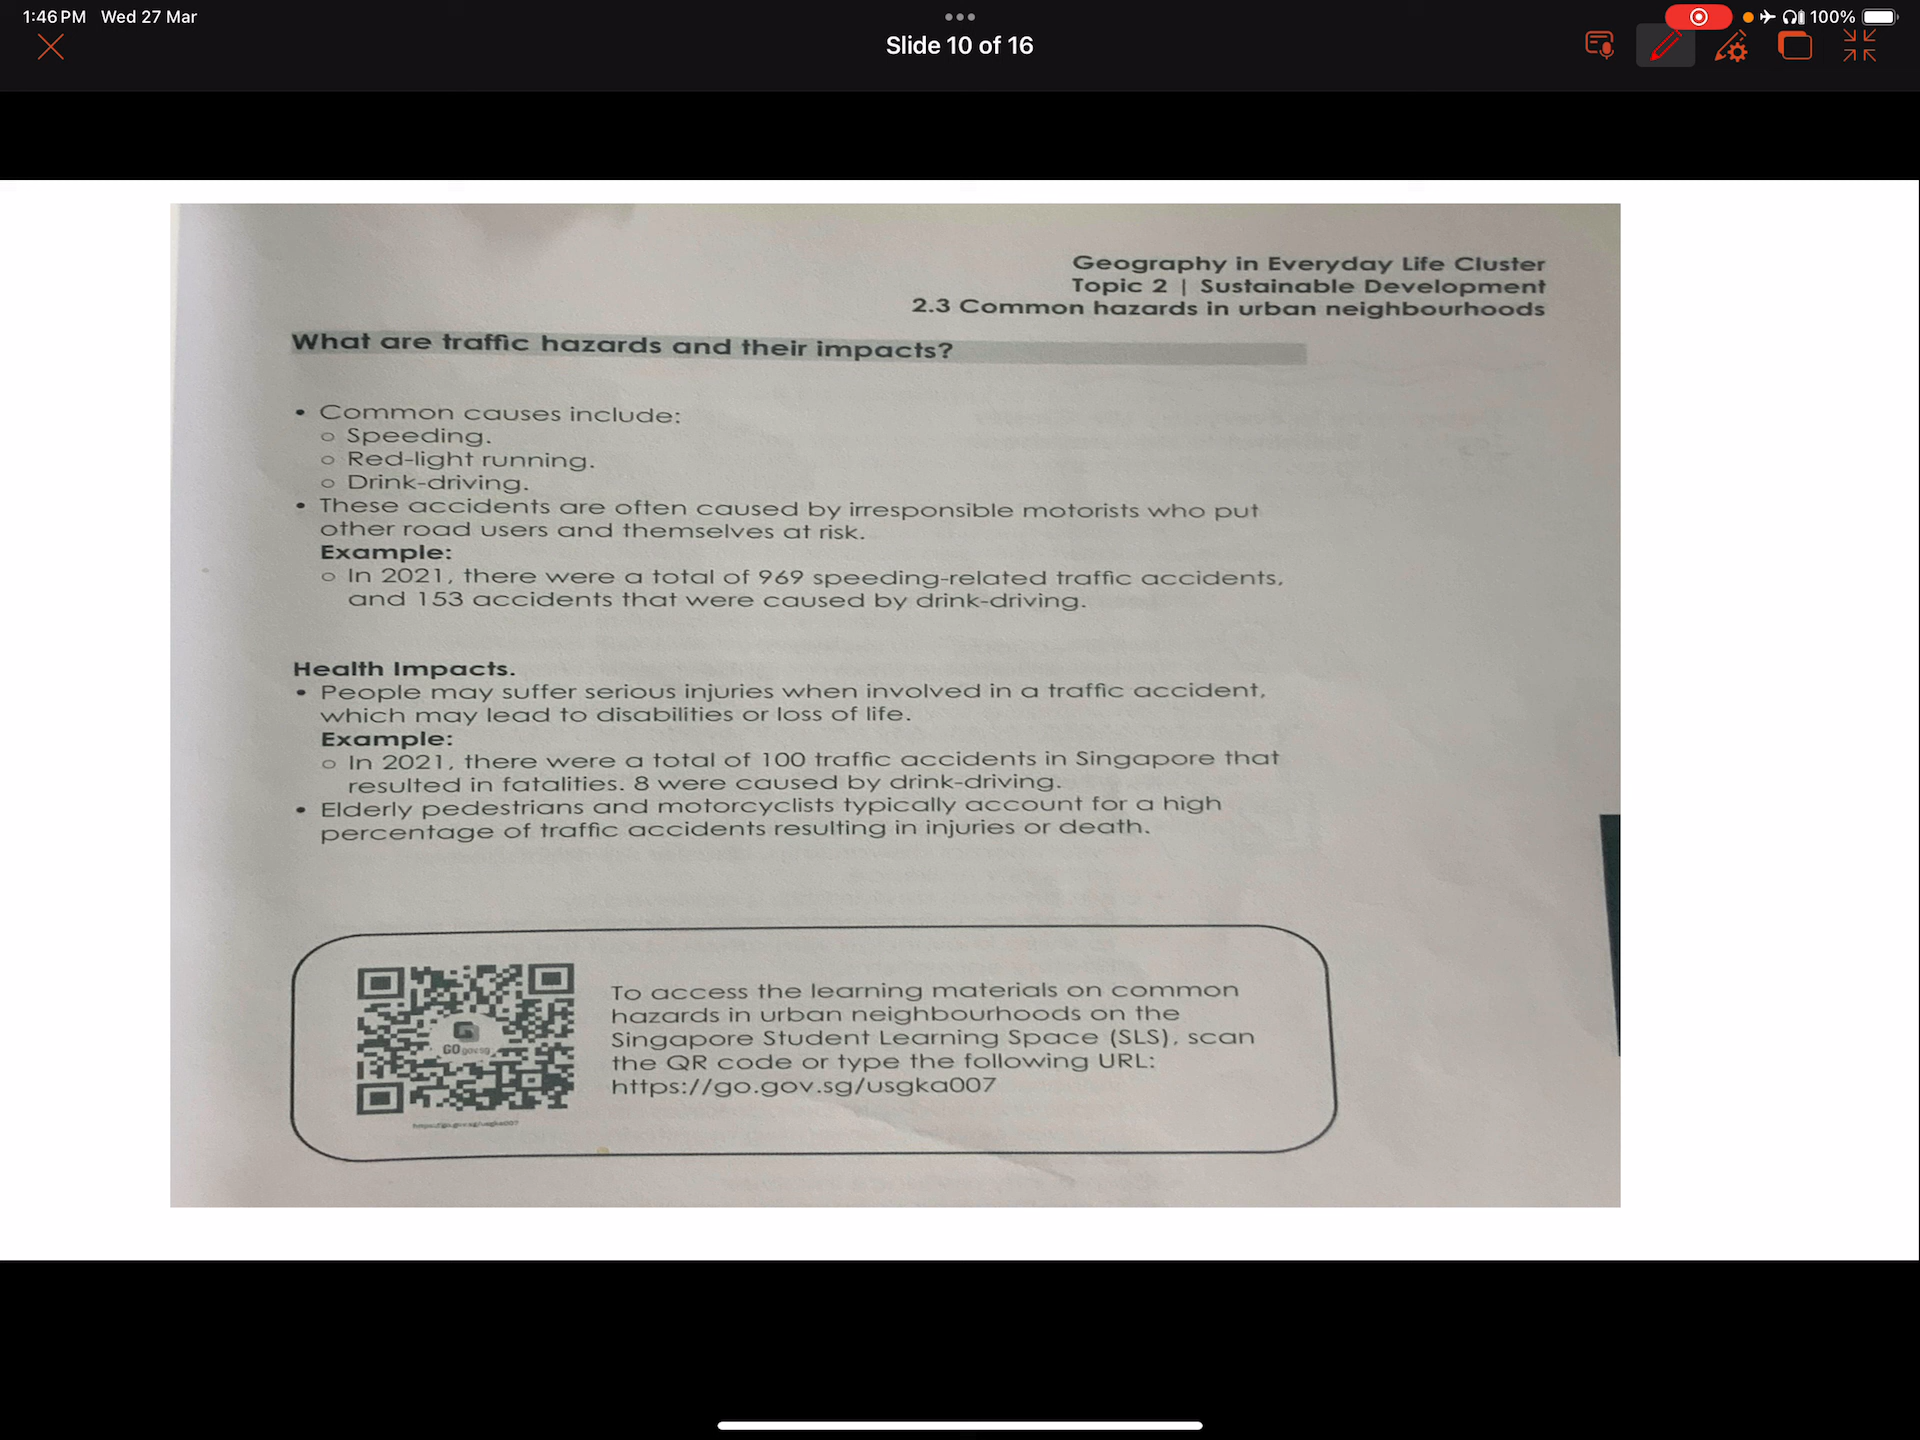 1:46 PM Wed 27 Mar
100%
Slide 10 of 16
Geography in Everyday Life Cluster
Topic 2 | Sustainable Development
2.3 Common hazards in urban neighbourhoods
What are traffic hazards and their impacts?
• Common causes include:
○ Speeding.
○ Red-light running.
○ Drink-driving.
• These accidents are often caused by irresponsible motorists who put
other road users and themselves at risk.
Example:
○ In 2021, there were a total of 969 speeding-related traffic accidents,
and 153 accidents that were caused by drink-driving.
Health Impacts.
• People may suffer serious injuries when involved in a traffic accident,
which may lead to disabilities or loss of life.
Example:
○ In 2021, there were a total of 100 traffic accidents in Singapore that
resulted in fatalities. 8 were caused by drink-driving.
• Elderly pedestrians and motorcyclists typically account for a high
percentage of traffic accidents resulting in injuries or death.
GO gov.sg
https://go.gov.sg/usgka007
To access the learning materials on common
hazards in urban neighbourhoods on the
Singapore Student Learning Space (SLS), scan
the QR code or type the following URL:
https://go.gov.sg/usgka007